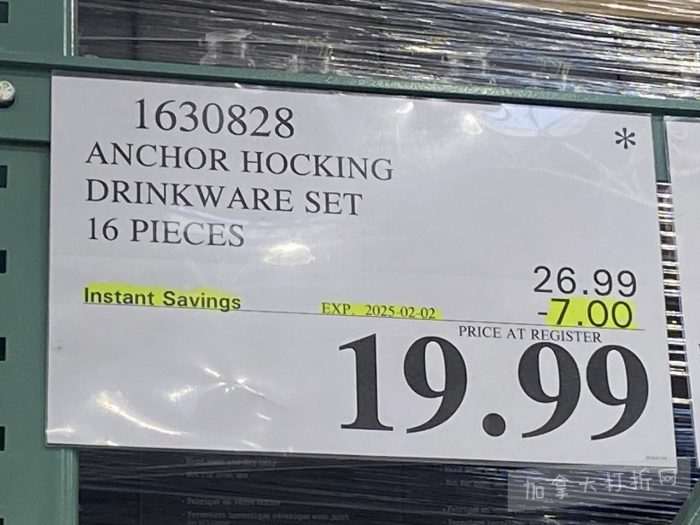 1630828
*
ANCHOR HOCKING
DRINKWARE SET
16 PIECES
26.99
Instant Savings EXP. 2025-02-02 -7.00
PRICE AT REGISTER
19.99
加拿大打折网